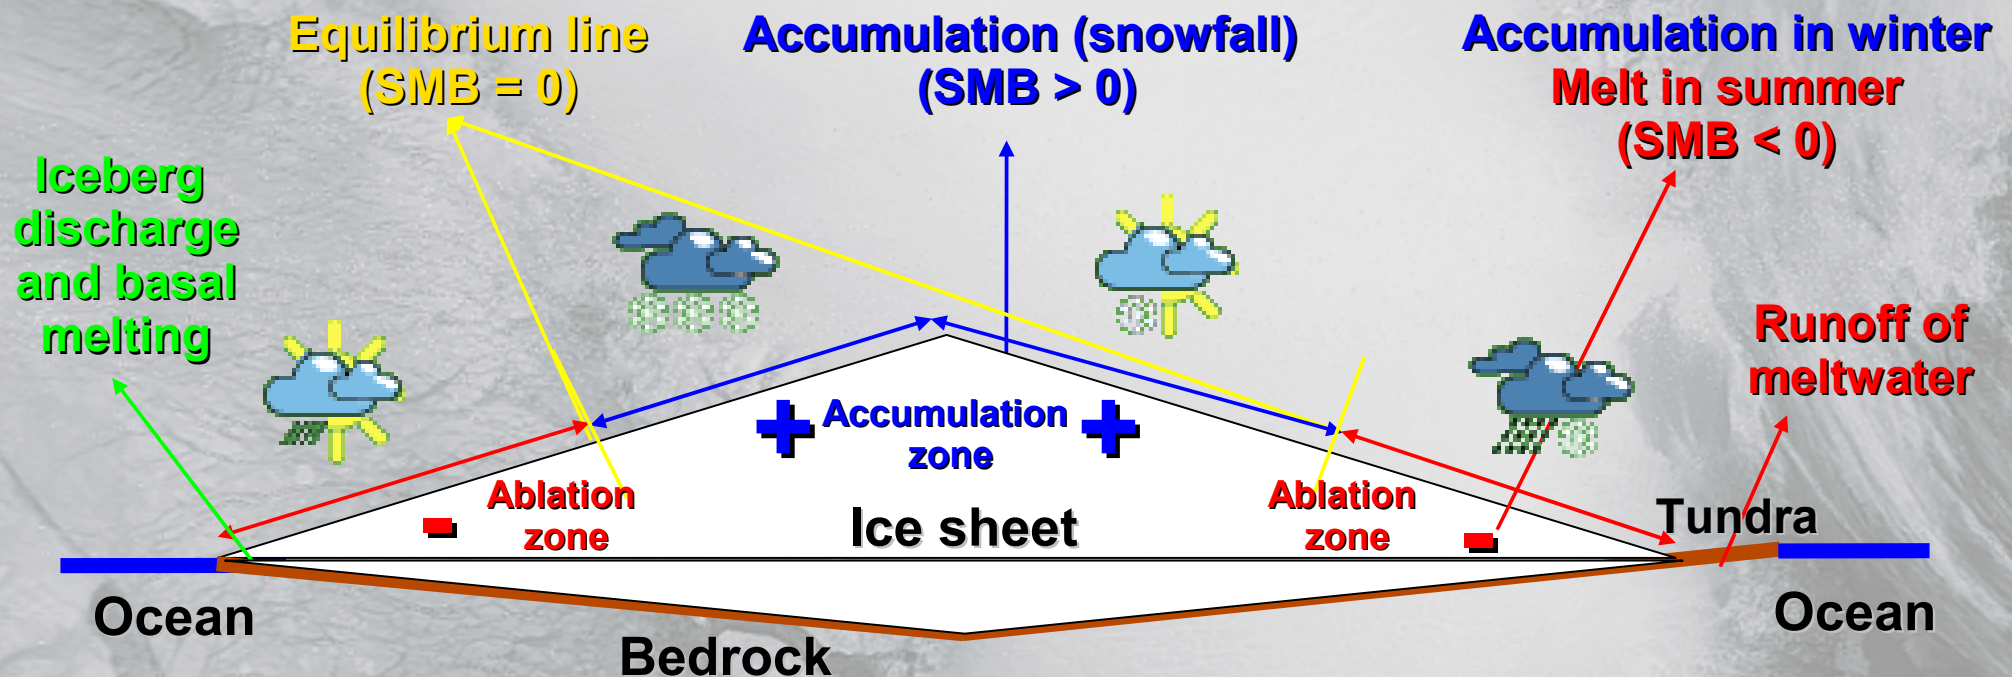 Equilibrium line
(SMB = 0)
Accumulation (snowfall)
(SMB > 0)
Accumulation in winter
Melt in summer
(SMB < 0)
Iceberg
discharge
and basal
melting
Runoff of
meltwater
+ Accumulation +
zone
Ablation
zone
-
Ice sheet
Ablation
zone
-
Tundra
Ocean
Bedrock
Ocean